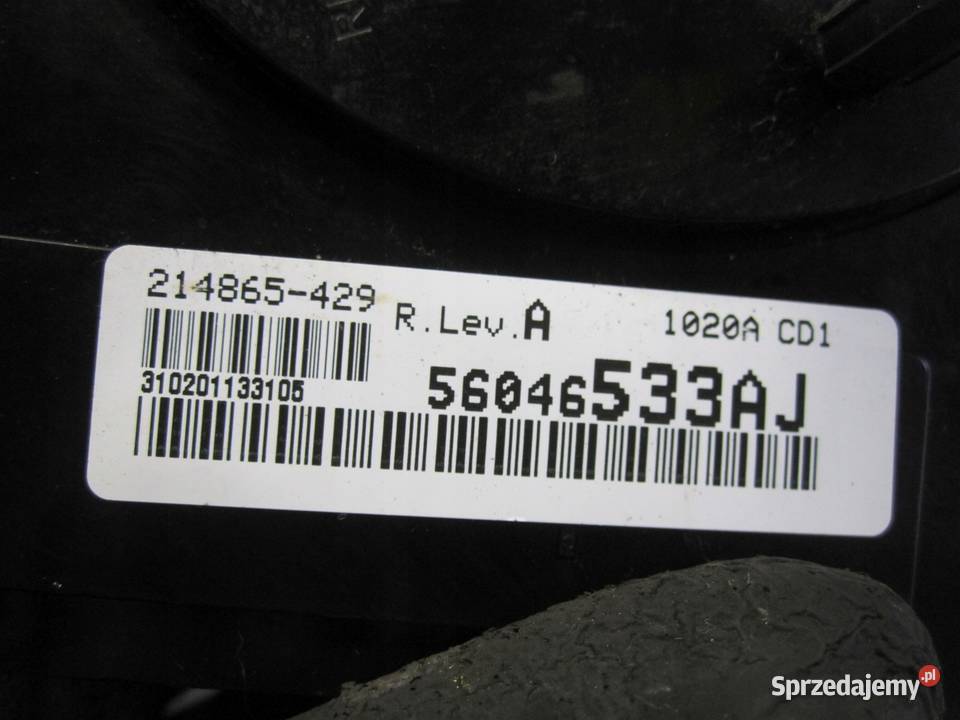 214865-429
R.Lev.A
1020A CD1
310201133105
56046533AJ
Sprzedajemy.pl